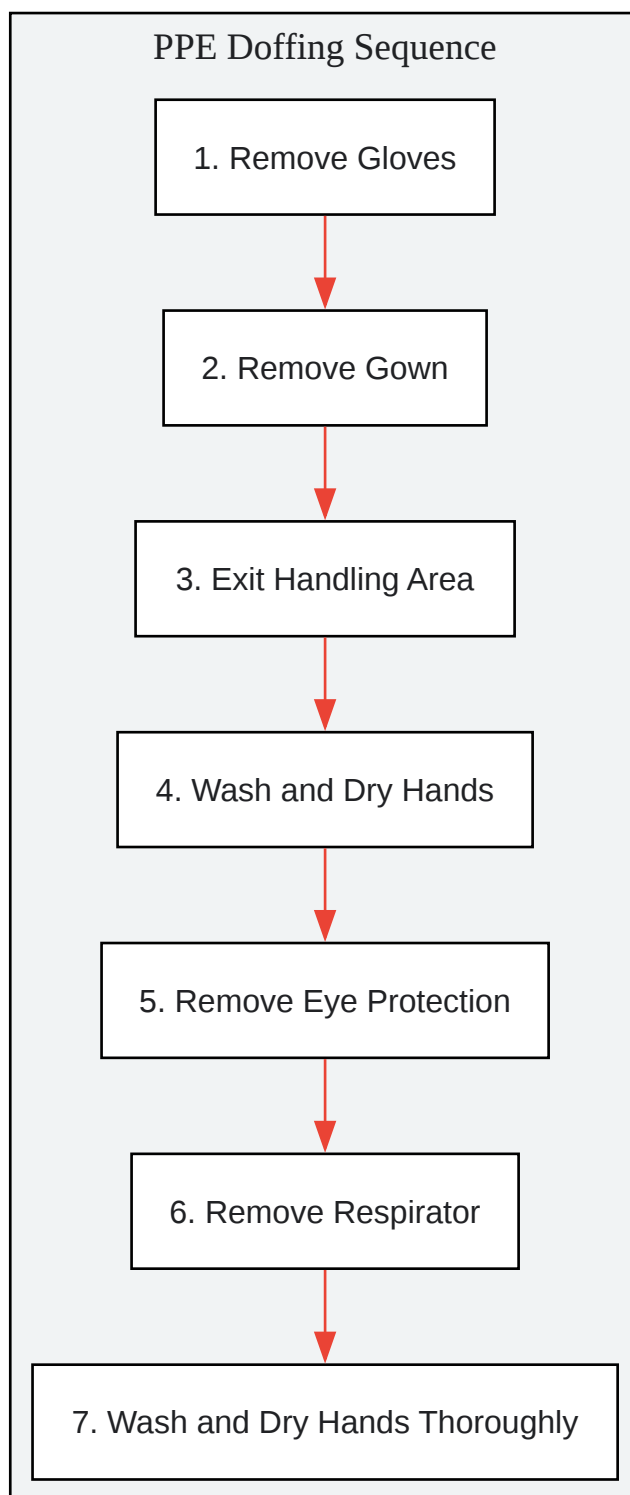 PPE Doffing Sequence
1. Remove Gloves
2. Remove Gown
3. Exit Handling Area
4. Wash and Dry Hands
5. Remove Eye Protection
6. Remove Respirator
7. Wash and Dry Hands Thoroughly